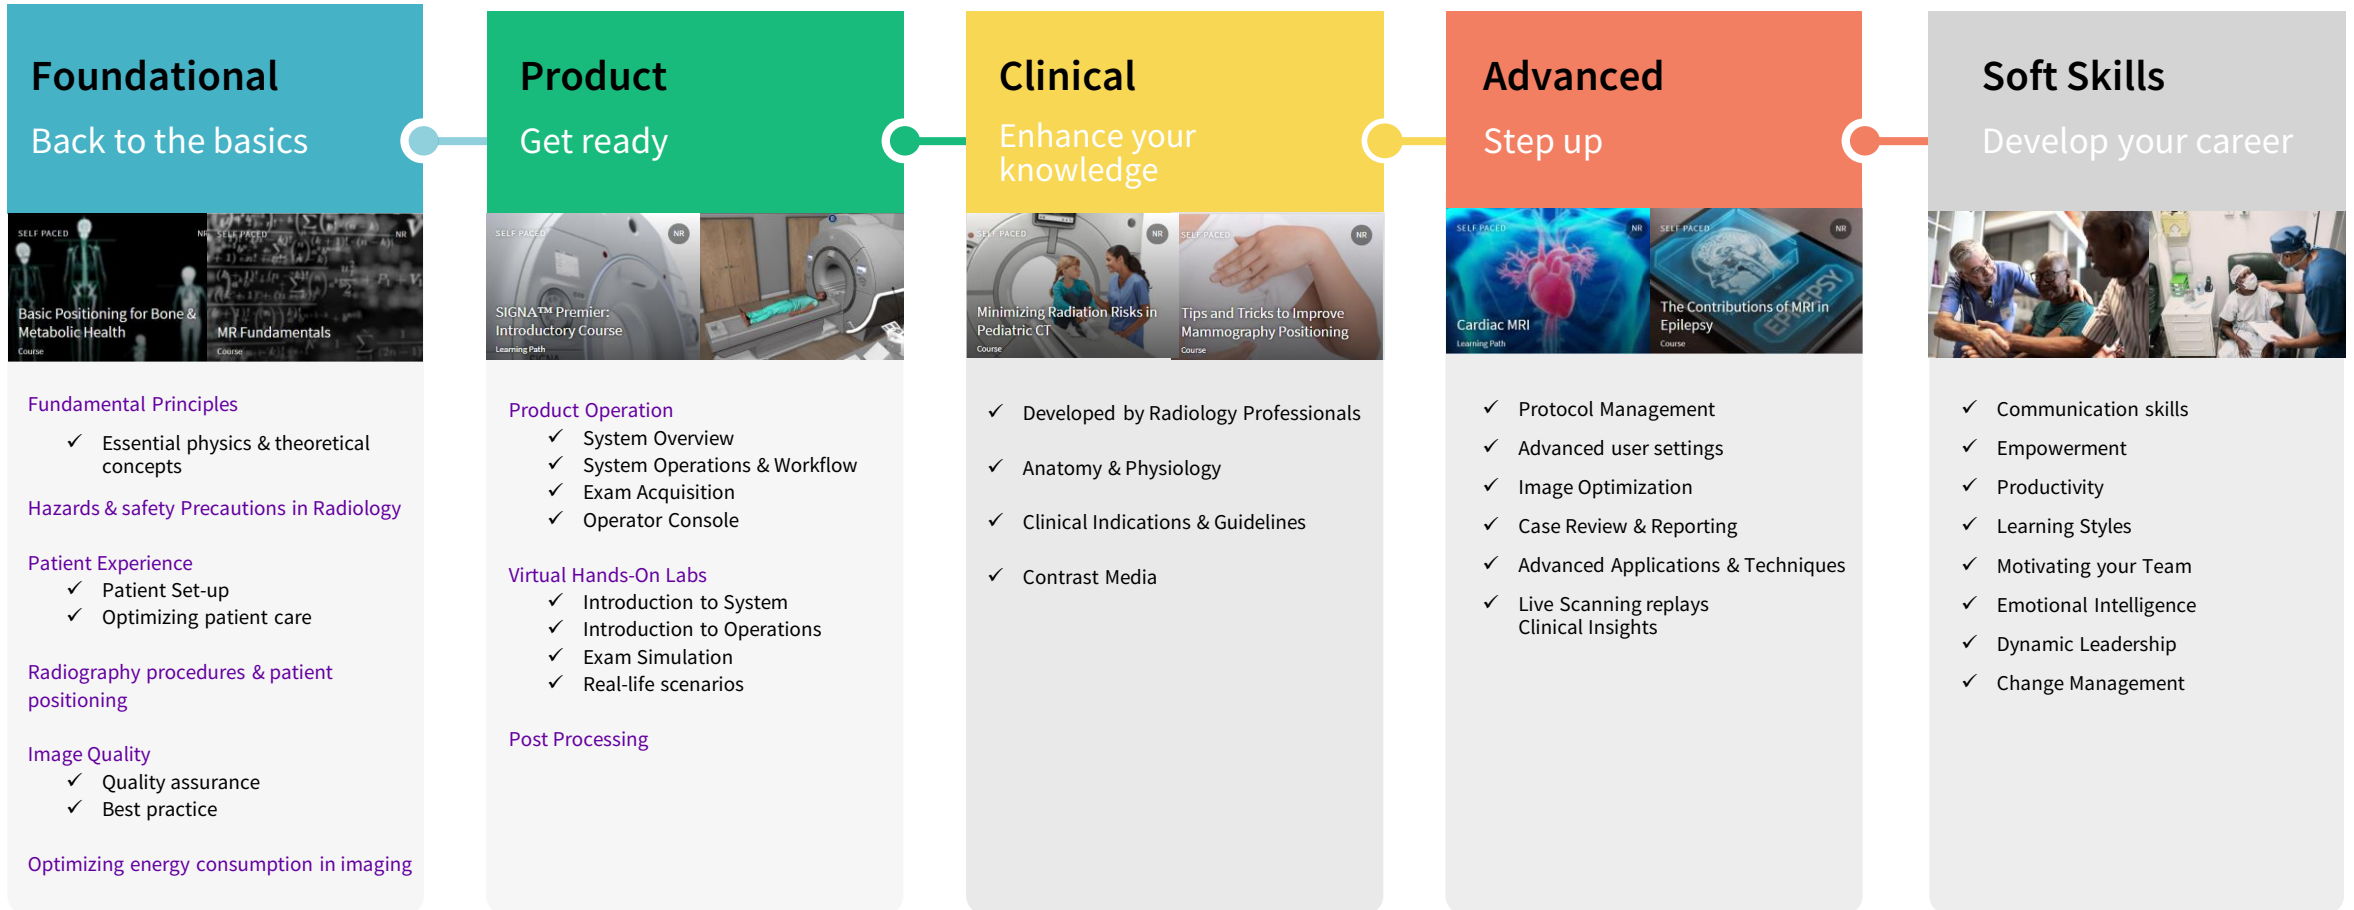 Foundational
Back to the basics
SELF PACED
NR
Basic Positioning for Bone &
Metabolic Health
Course
SELF PACED
NR
MR Fundamentals
Course
Fundamental Principles
✓ Essential physics & theoretical
concepts
Hazards & safety Precautions in Radiology
Patient Experience
✓ Patient Set-up
✓ Optimizing patient care
Radiography procedures & patient
positioning
Image Quality
✓ Quality assurance
✓ Best practice
Optimizing energy consumption in imaging
Product
Get ready
SELF PACED
NR
SIGNA™ Premier:
Introductory Course
Learning Path
Product Operation
✓ System Overview
✓ System Operations & Workflow
✓ Exam Acquisition
✓ Operator Console
Virtual Hands-On Labs
✓ Introduction to System
✓ Introduction to Operations
✓ Exam Simulation
✓ Real-life scenarios
Post Processing
Clinical
Enhance your
knowledge
SELF PACED
NR
Minimizing Radiation Risks in
Pediatric CT
Course
SELF PACED
NR
Tips and Tricks to Improve
Mammography Positioning
Course
✓ Developed by Radiology Professionals
✓ Anatomy & Physiology
✓ Clinical Indications & Guidelines
✓ Contrast Media
Advanced
Step up
SELF PACED
NR
Cardiac MRI
Learning Path
SELF PACED
NR
The Contributions of MRI in
Epilepsy
Course
EPILEPSY
✓ Protocol Management
✓ Advanced user settings
✓ Image Optimization
✓ Case Review & Reporting
✓ Advanced Applications & Techniques
✓ Live Scanning replays
Clinical Insights
Soft Skills
Develop your career
✓ Communication skills
✓ Empowerment
✓ Productivity
✓ Learning Styles
✓ Motivating your Team
✓ Emotional Intelligence
✓ Dynamic Leadership
✓ Change Management